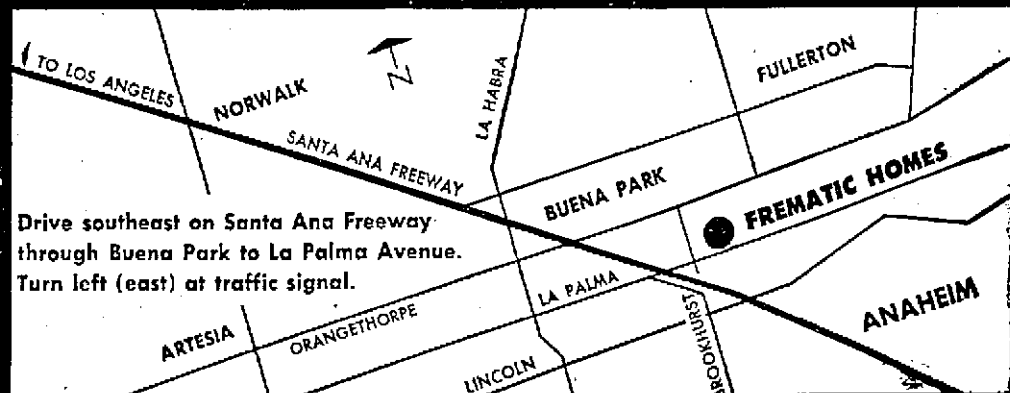 TO LOS ANGELES
NORWALK
N
LA HABRA
FULLERTON
SANTA ANA FREEWAY
BUENA PARK
FREMATIC HOMES
Drive southeast on Santa Ana Freeway
through Buena Park to La Palma Avenue.
Turn left (east) at traffic signal.
ARTESIA
ORANGETHORPE
LA PALMA
LINCOLN
BROOKHURST
ANAHEIM